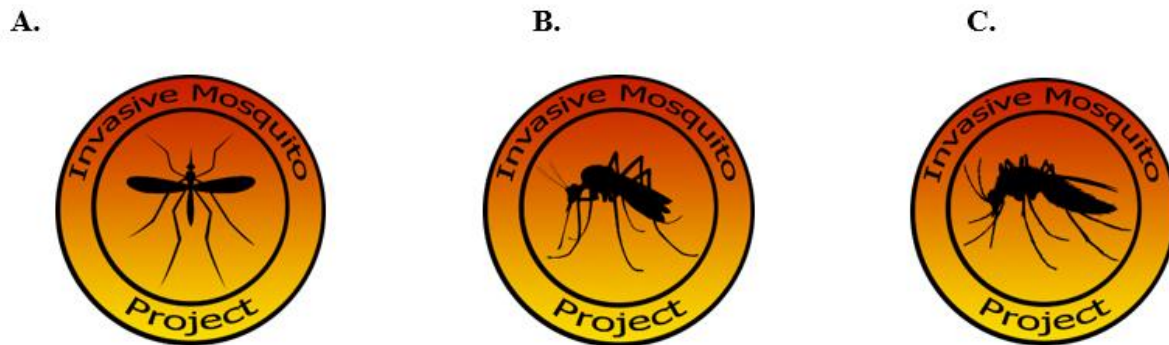 A.
B.
C.
Invasive Mosquito
Project
Invasive Mosquito
Project
Invasive Mosquito
Project